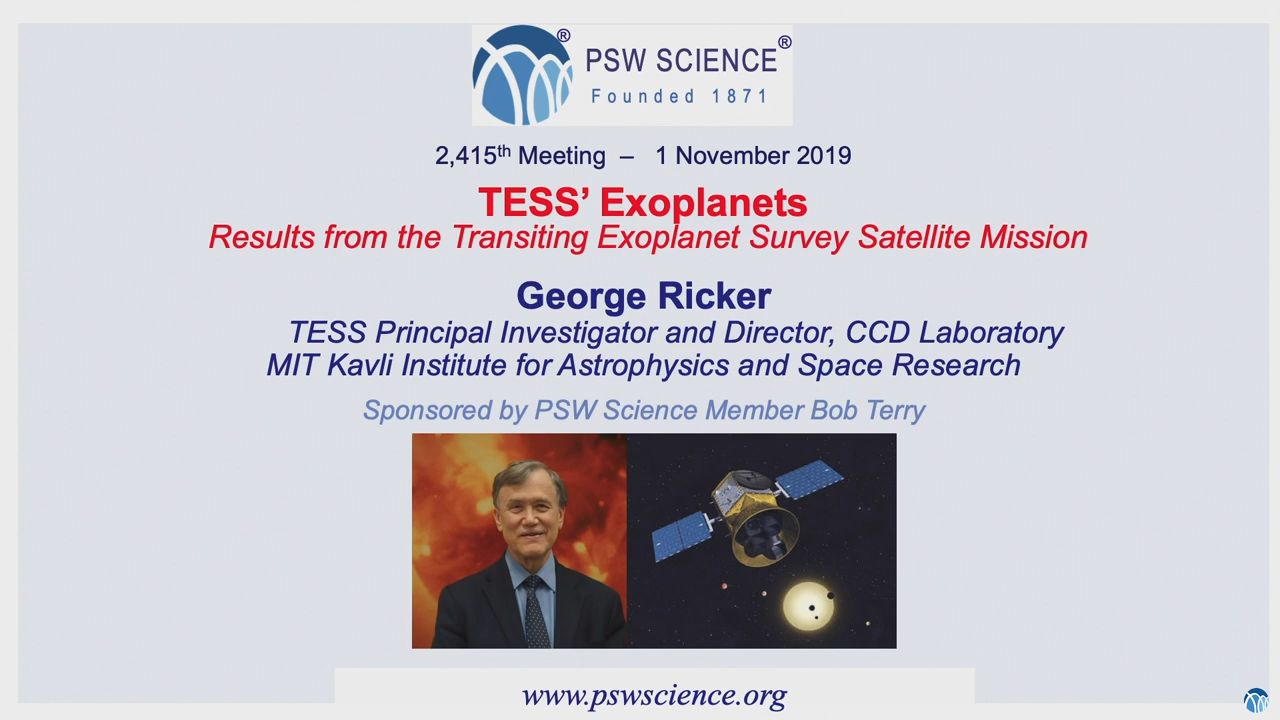 PSW SCIENCE®
Founded 1871
®
2,415th Meeting – 1 November 2019
TESS’ Exoplanets
Results from the Transiting Exoplanet Survey Satellite Mission
George Ricker
TESS Principal Investigator and Director, CCD Laboratory
MIT Kavli Institute for Astrophysics and Space Research
Sponsored by PSW Science Member Bob Terry
www.pswscience.org